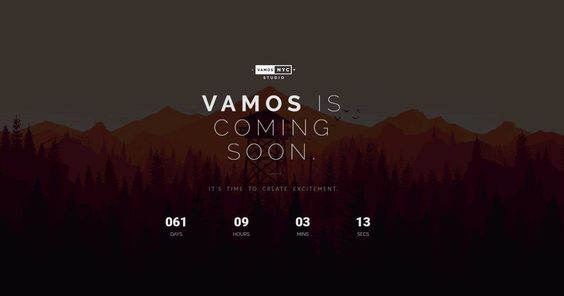 VAMOS NYC
STUDIO
VAMOS IS
COMING
SOON.
IT'S TIME TO CREATE EXCITEMENT.
061 09 03 13
DAYS HOURS MINS SECS